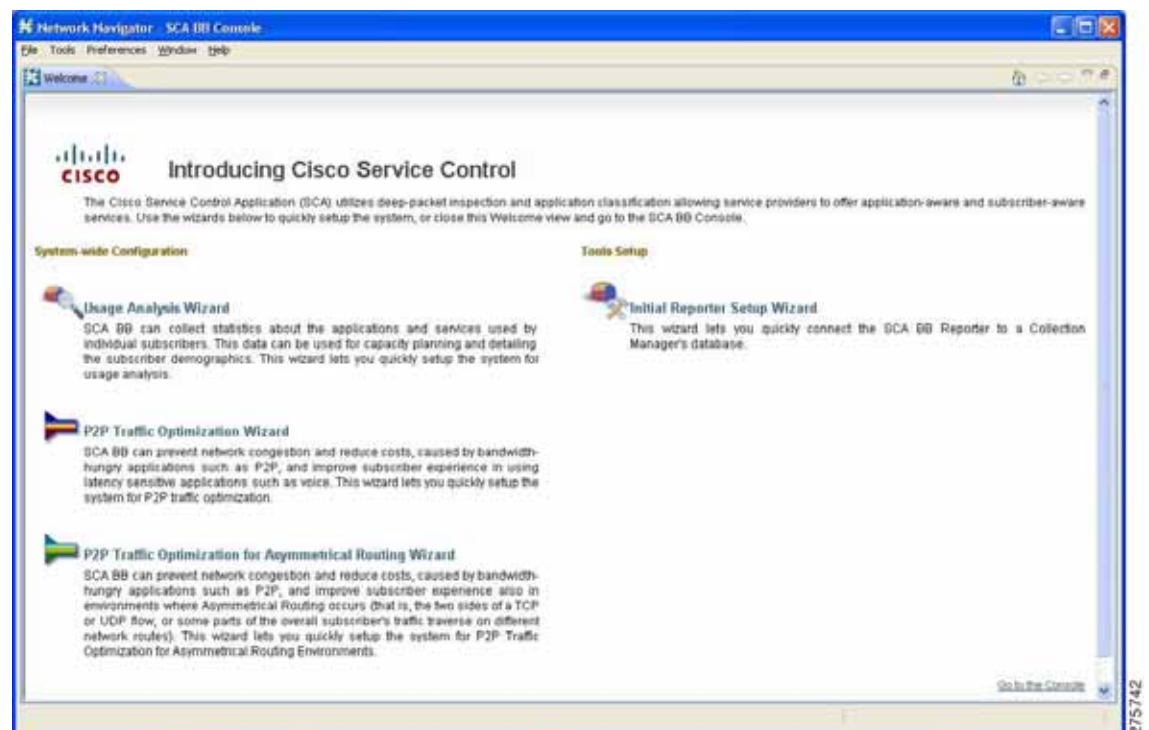 Network Navigator - SCA BB Console
File Tools Preferences Window Help
Welcome
CISCO
Introducing Cisco Service Control
The Cisco Service Control Application (SCA) utilizes deep-packet inspection and application classification allowing service providers to offer application-aware and subscriber-aware
services. Use the wizards below to quickly setup the system, or close this Welcome view and go to the SCA BB Console.
System-wide Configuration
Usage Analysis Wizard
SCA BB can collect statistics about the applications and services used by
individual subscribers. This data can be used for capacity planning and detailing
the subscriber demographics. This wizard lets you quickly setup the system for
usage analysis.
P2P Traffic Optimization Wizard
SCA BB can prevent network congestion and reduce costs, caused by bandwidth-
hungry applications such as P2P, and improve subscriber experience in using
latency sensitive applications such as voice. This wizard lets you quickly setup the
system for P2P traffic optimization.
P2P Traffic Optimization for Asymmetrical Routing Wizard
SCA BB can prevent network congestion and reduce costs, caused by bandwidth-
hungry applications such as P2P, and improve subscriber experience also in
environments where Asymmetrical Routing occurs (that is, the two sides of a TCP
or UDP flow, or some parts of the overall subscriber's traffic traverse on different
network routes). This wizard lets you quickly setup the system for P2P Traffic
Optimization for Asymmetrical Routing Environments.
Tools Setup
Initial Reporter Setup Wizard
This wizard lets you quickly connect the SCA BB Reporter to a Collection
Manager's database.
Go to the Console
275742